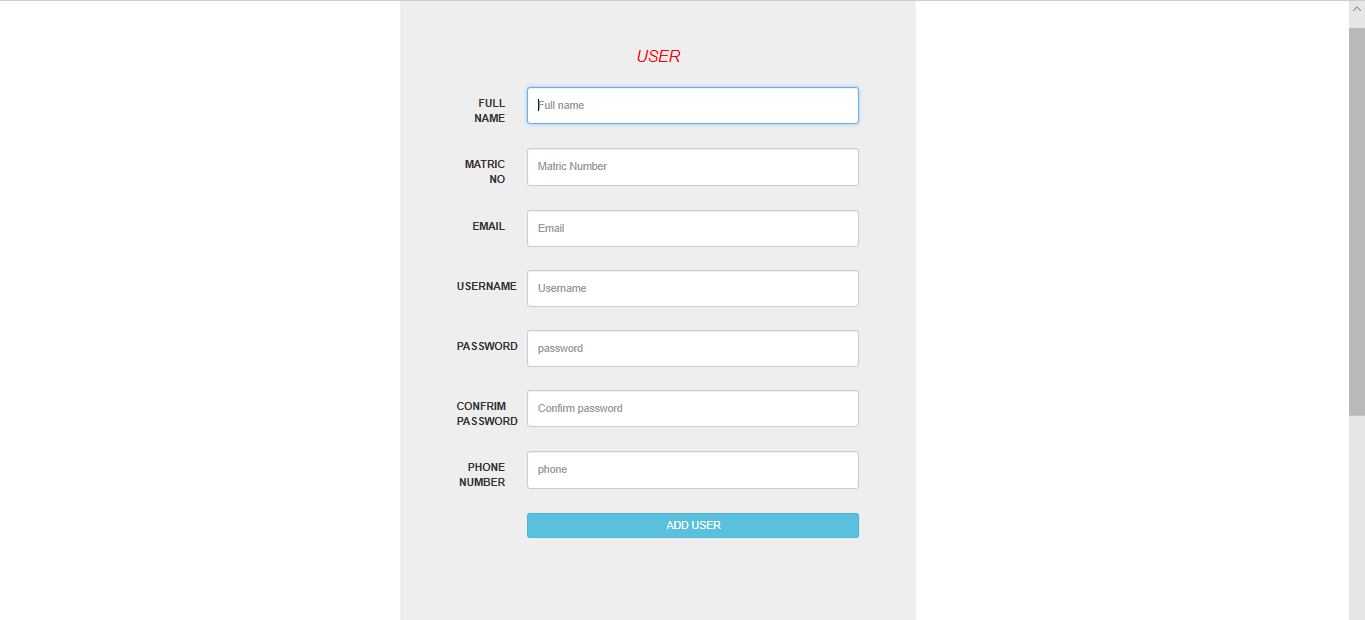 USER
FULL
NAME
Full name
MATRIC
NO
Matric Number
EMAIL
Email
USERNAME
Username
PASSWORD
password
CONFRIM
PASSWORD
Confirm password
PHONE
NUMBER
phone
ADD USER